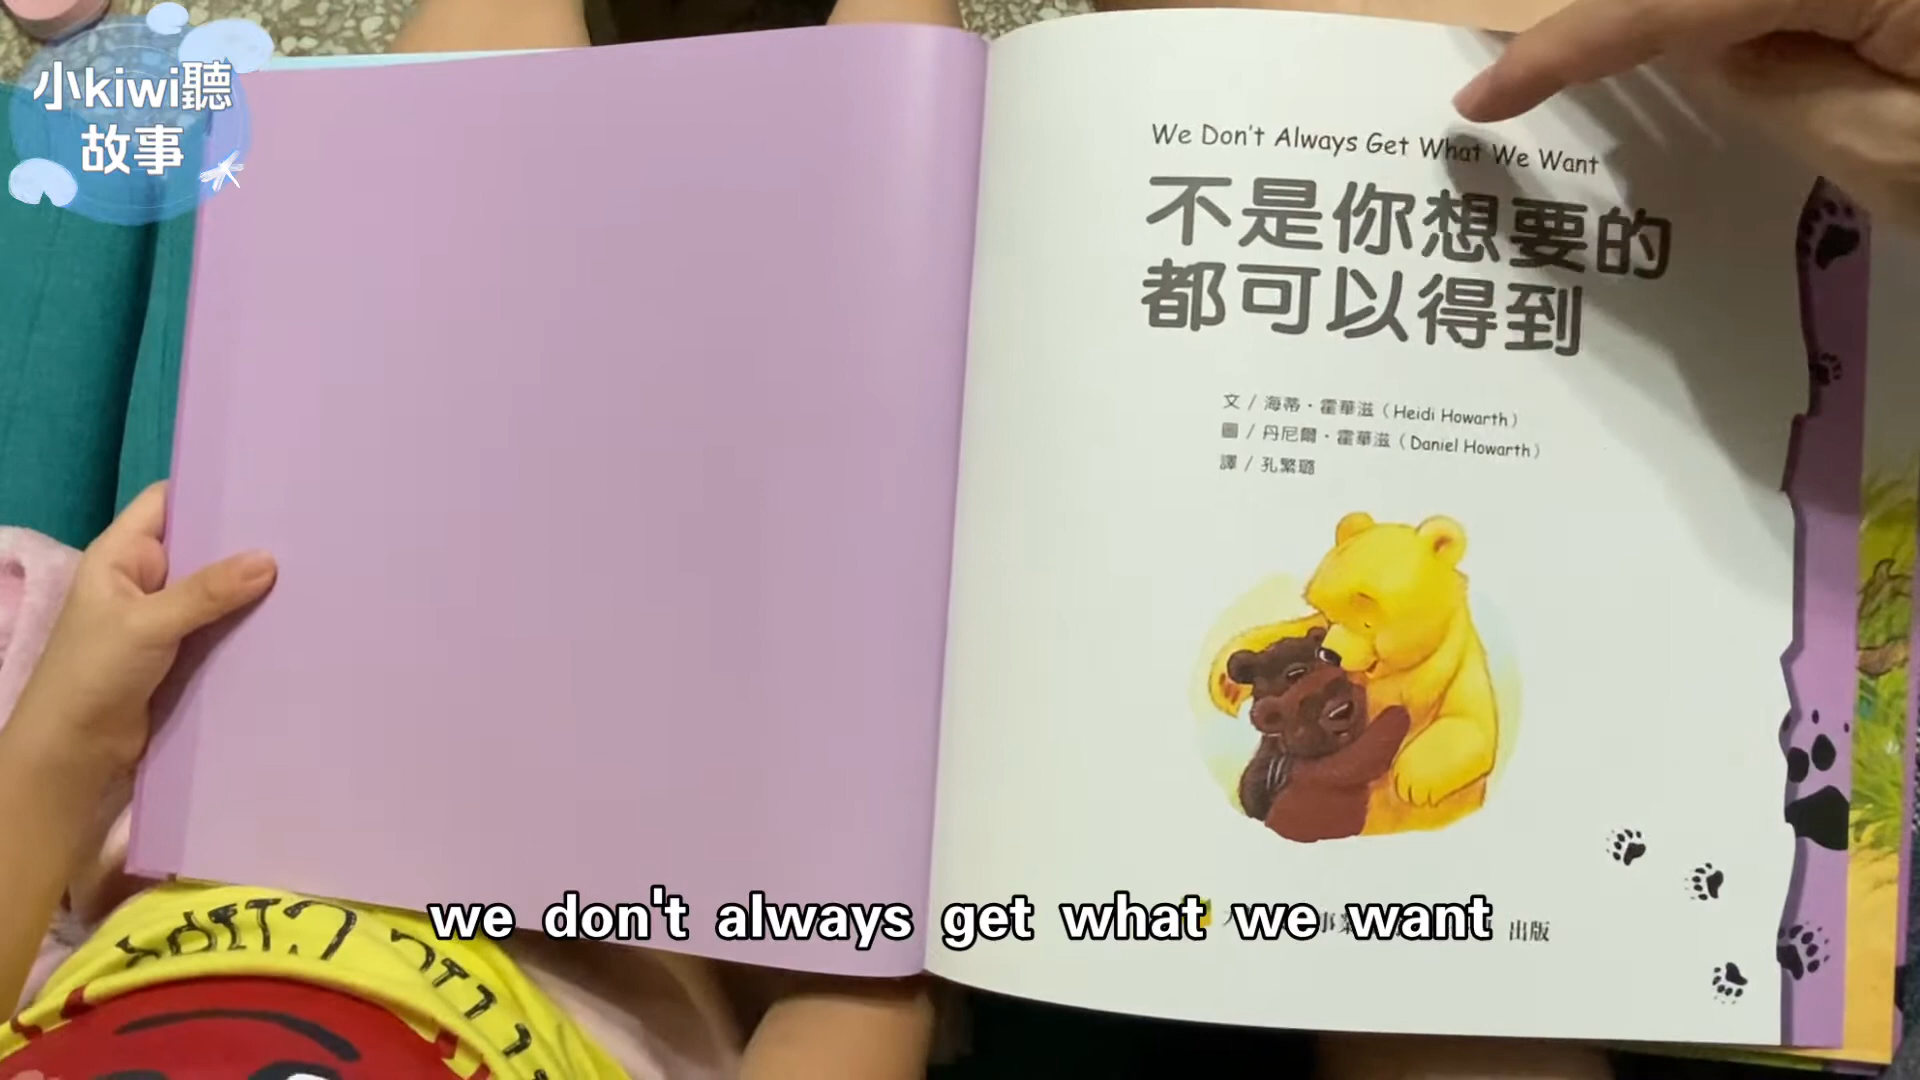 小kiwi聽
故事
We Don't Always Get What We Want
不是你想要的
都可以得到
文 / 海蒂・霍華滋（Heidi Howarth）
圖 / 丹尼爾・霍華滋（Daniel Howarth）
譯 / 孔繁璐
出版
we don't always get what we want